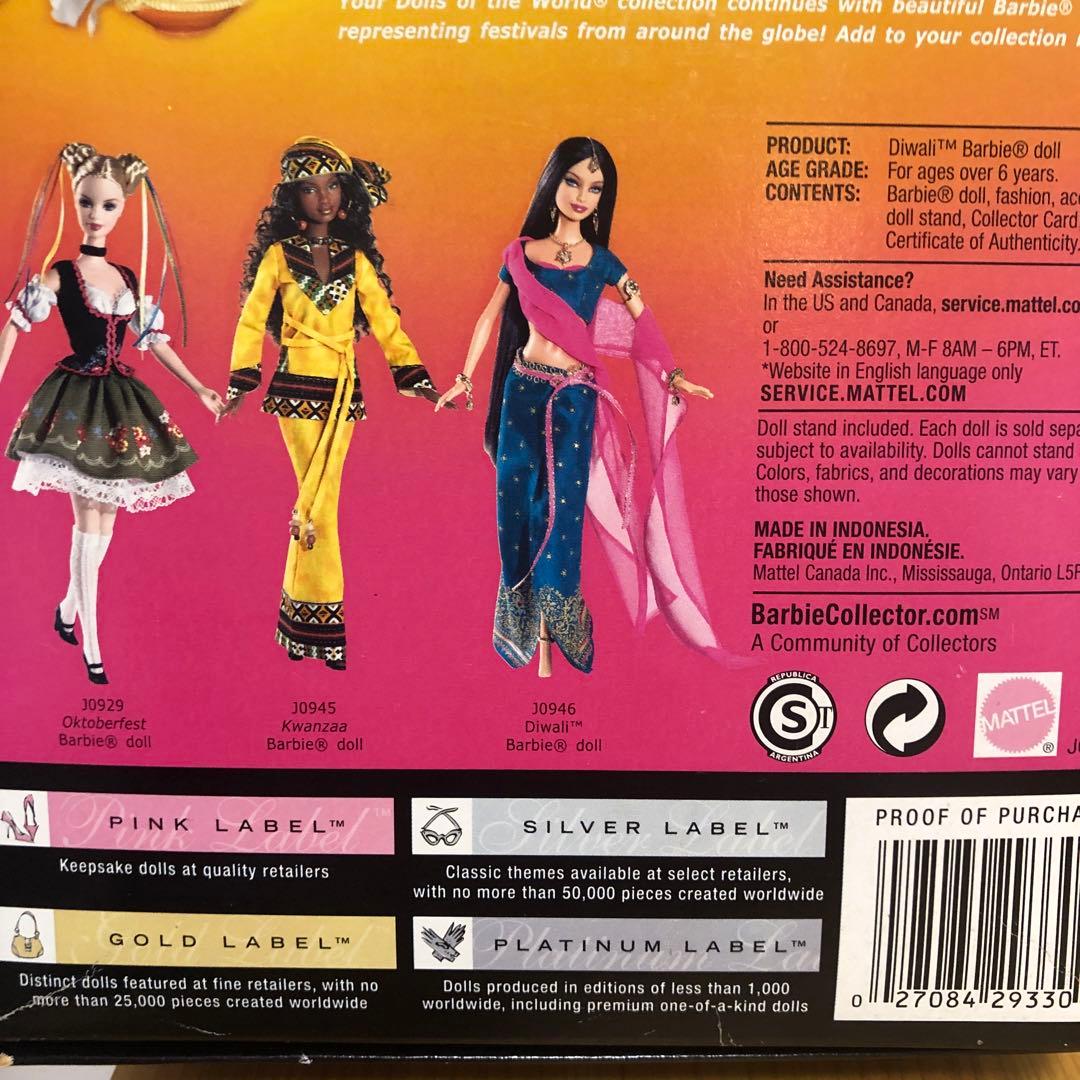 Your Dolls of the World® collection continues with beautiful Barbie®
representing festivals from around the globe! Add to your collection
PRODUCT: Diwali™ Barbie® doll
AGE GRADE: For ages over 6 years.
CONTENTS: Barbie® doll, fashion,
doll stand, Collector Card
Certificate of Authenticity.
Need Assistance?
In the US and Canada, service.mattel.co
or
1-800-524-8697, M-F 8AM – 6PM, ET.
*Website in English language only
SERVICE.MATTEL.COM
Doll stand included. Each doll is sold
subject to availability. Dolls cannot stand
Colors, fabrics, and decorations may vary
those shown.
MADE IN INDONESIA.
FABRIQUÉ EN INDONÉSIE.
Mattel Canada Inc., Mississauga, Ontario
BarbieCollector.com℠
A Community of Collectors
J0929
Oktoberfest
Barbie® doll
J0945
Kwanzaa
Barbie® doll
J0946
Diwali™
Barbie® doll
REPUBLICA
S T
ARGENTINA
MATTEL ®
PINK LABEL™
Keepsake dolls at quality retailers
SILVER LABEL™
Classic themes available at select retailers,
with no more than 50,000 pieces created worldwide
GOLD LABEL™
Distinct dolls featured at fine retailers, with no
more than 25,000 pieces created worldwide
PLATINUM LABEL™
Dolls produced in editions of less than 1,000
worldwide, including premium one-of-a-kind dolls
PROOF OF PURCHA
0 27084 29330